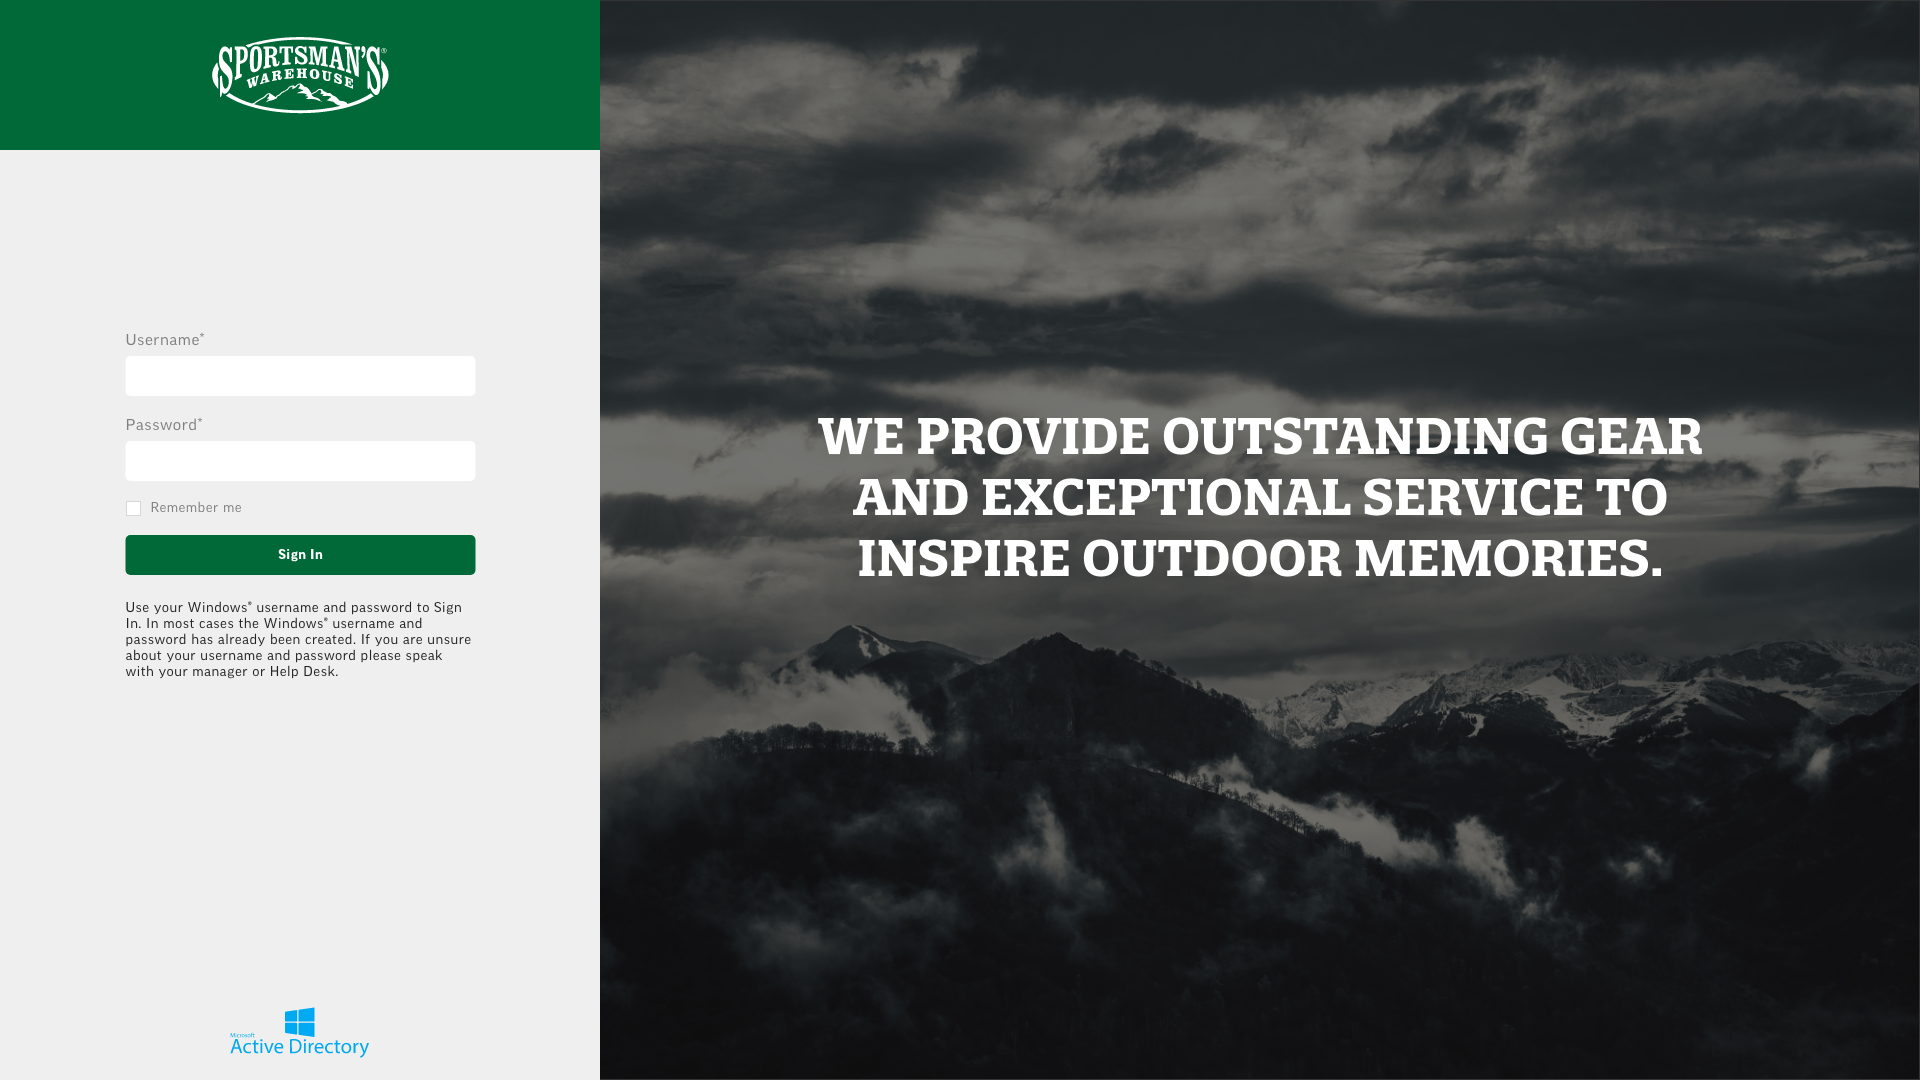 SPORTSMAN'S®
WAREHOUSE
Username*
Password*
Remember me
Sign In
Use your Windows® username and password to Sign
In. In most cases the Windows® username and
password has already been created. If you are unsure
about your username and password please speak
with your manager or Help Desk.
Microsoft
Active Directory
WE PROVIDE OUTSTANDING GEAR
AND EXCEPTIONAL SERVICE TO
INSPIRE OUTDOOR MEMORIES.